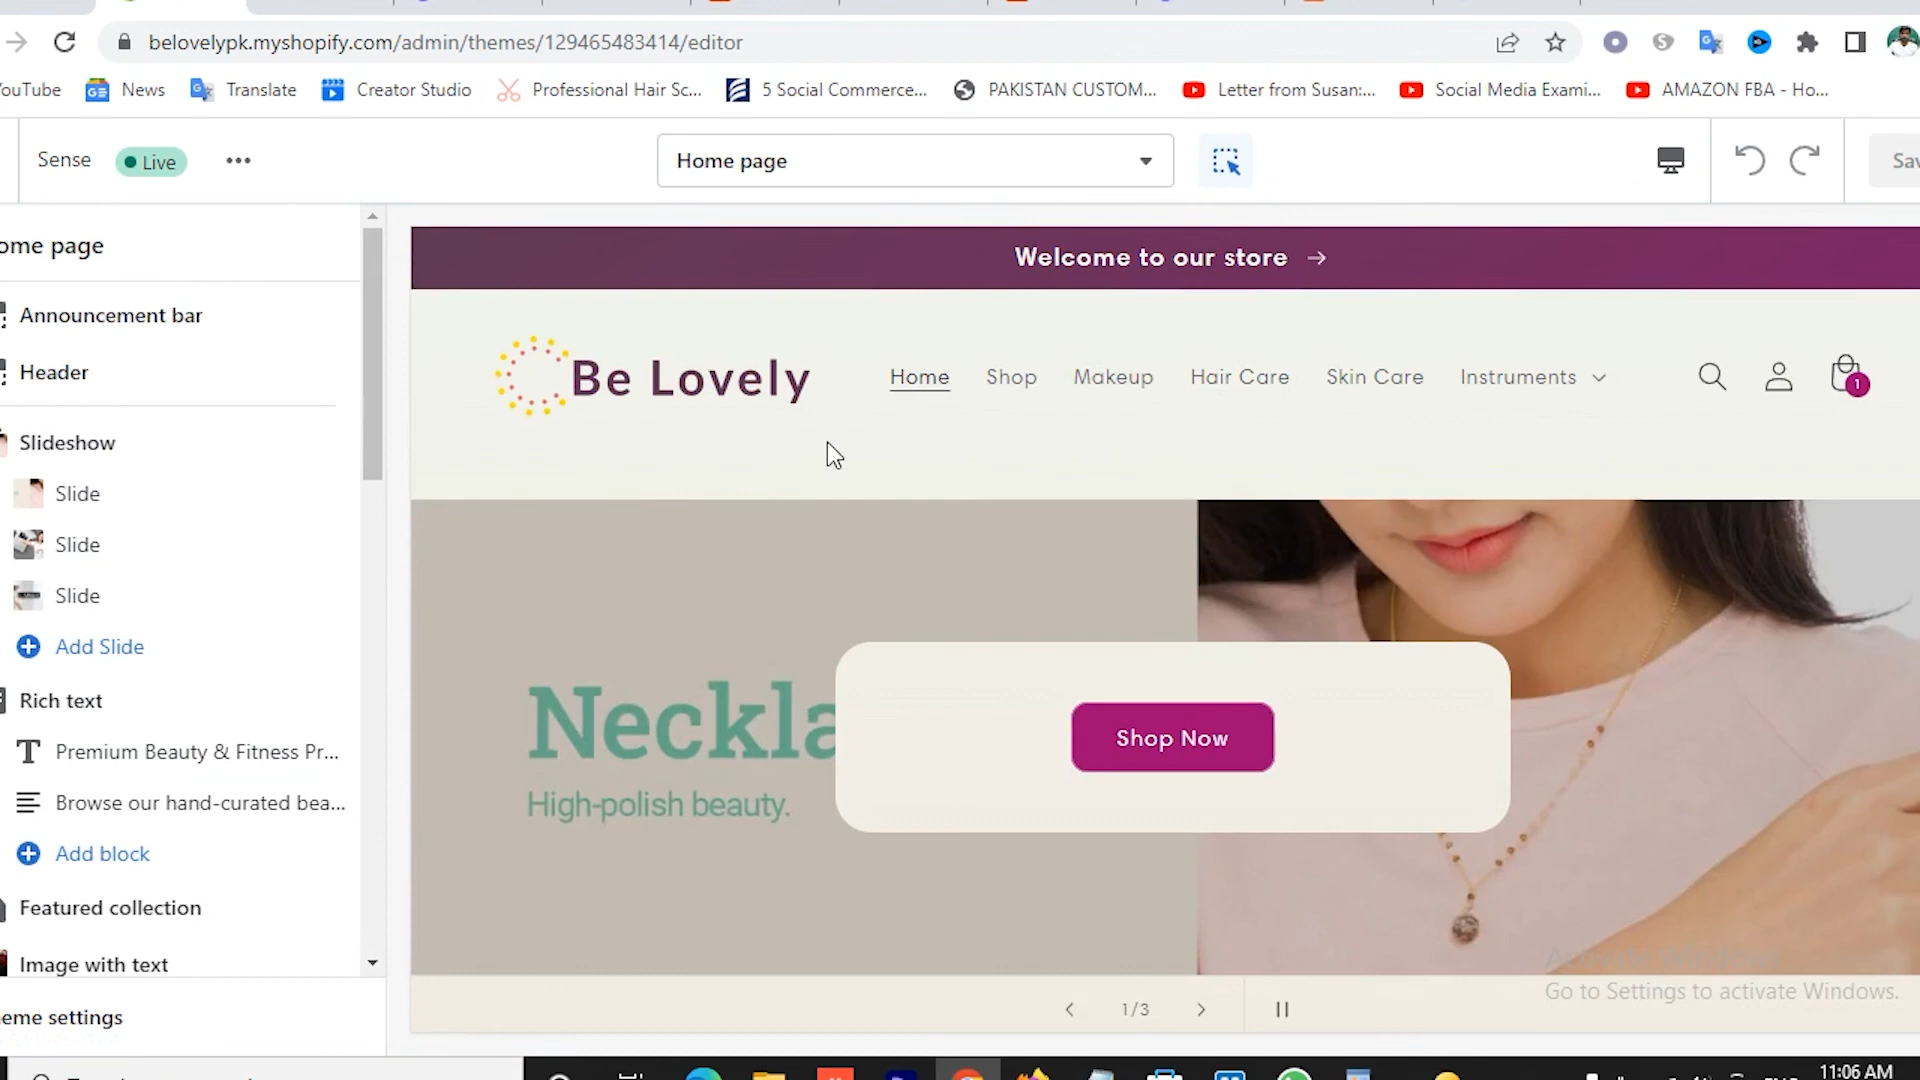 belovelypk.myshopify.com/admin/themes/129465483414/editor
ouTube
News
Translate
Creator Studio
Professional Hair Sc...
5 Social Commerce...
PAKISTAN CUSTOM...
Letter from Susan:...
Social Media Exami...
AMAZON FBA - Ho...
Sense
Live
Home page
Sav
ome page
Announcement bar
Header
Slideshow
Slide
Slide
Slide
Add Slide
Rich text
Premium Beauty & Fitness Pr...
Browse our hand-curated bea...
Add block
Featured collection
Image with text
eme settings
Welcome to our store
Be Lovely
Home
Shop
Makeup
Hair Care
Skin Care
Instruments
1
Neckla
High-polish beauty.
Shop Now
1/3
Activate Windows
Go to Settings to activate Windows.
11:06 AM